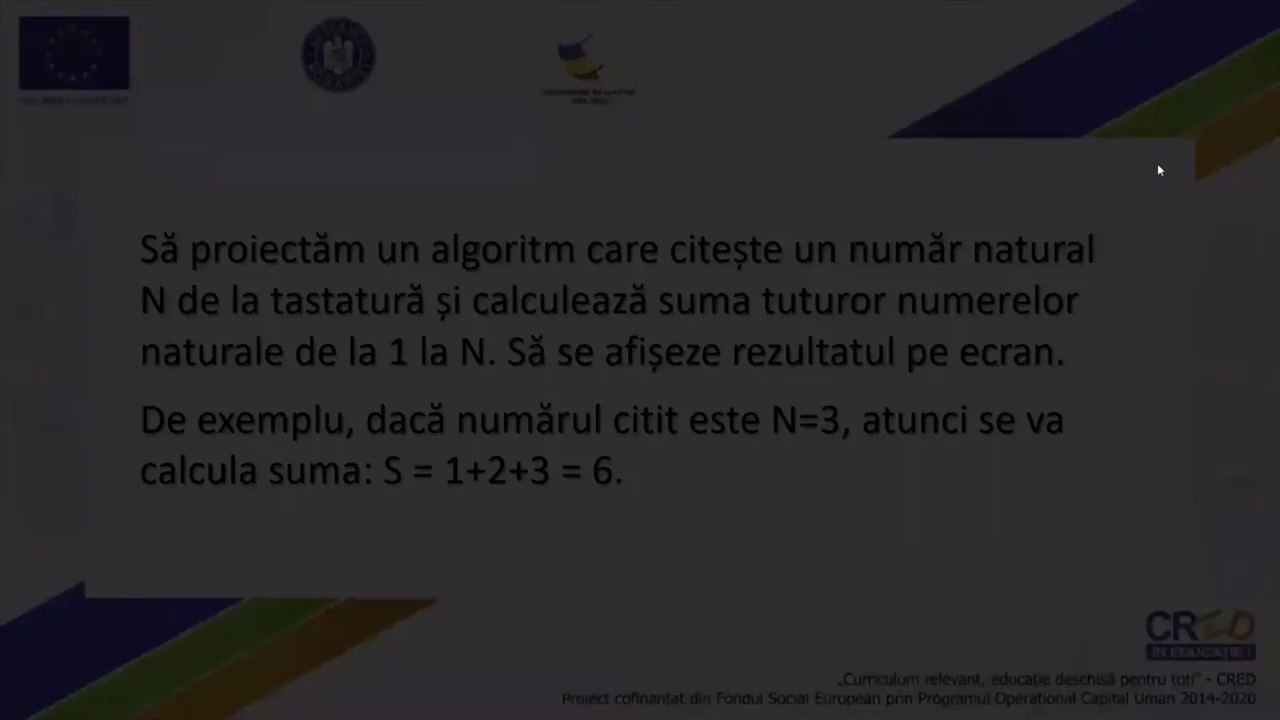 Să proiectăm un algoritm care citește un număr natural
N de la tastatură și calculează suma tuturor numerelor
naturale de la 1 la N. Să se afișeze rezultatul pe ecran.
De exemplu, dacă numărul citit este N=3, atunci se va
calcula suma: S = 1+2+3 = 6.
CRED
ÎN EDUCAȚIE!
„Curriculum relevant, educație deschisă pentru toți” - CRED
Proiect cofinanțat din Fondul Social European prin Programul Operațional Capital Uman 2014-2020